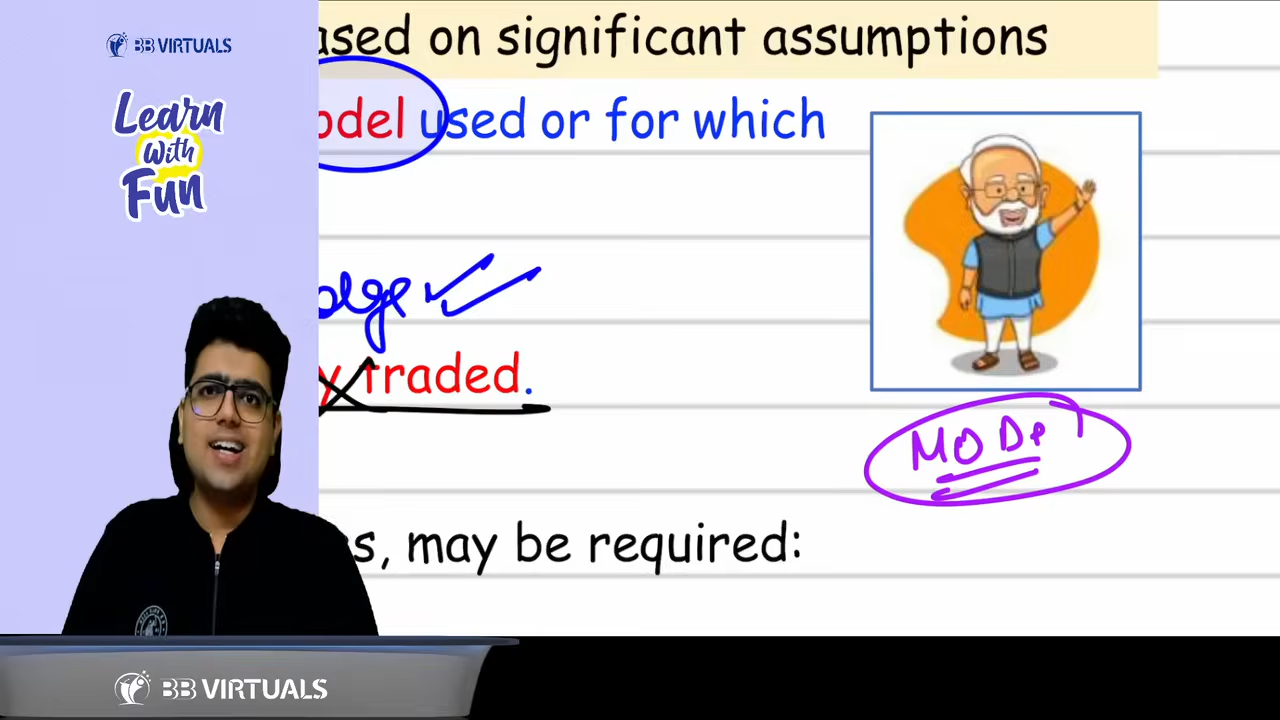 BB VIRTUALS
Learn
With
Fun
ased on significant assumptions
odel used or for which
y traded.
s, may be required:
BB VIRTUALS